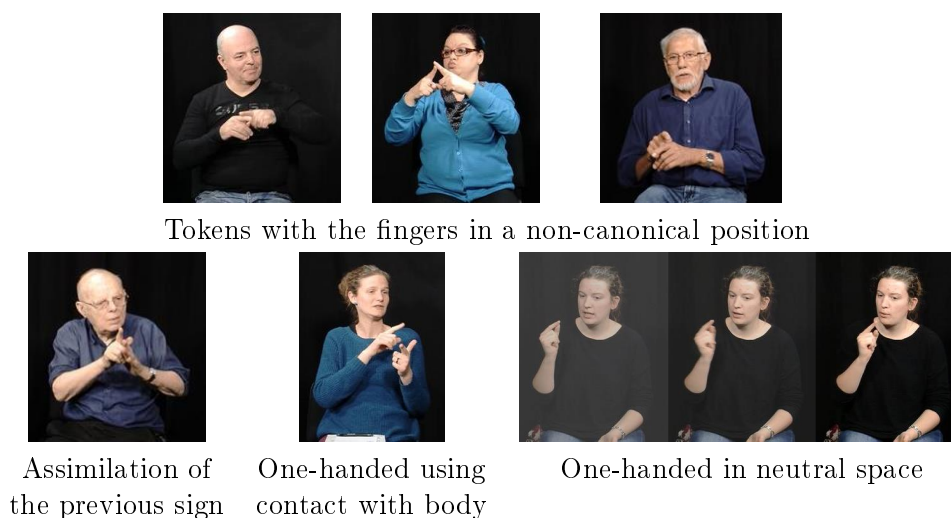 Tokens with the fingers in a non-canonical position
Assimilation of
the previous sign
One-handed using
contact with body
One-handed in neutral space